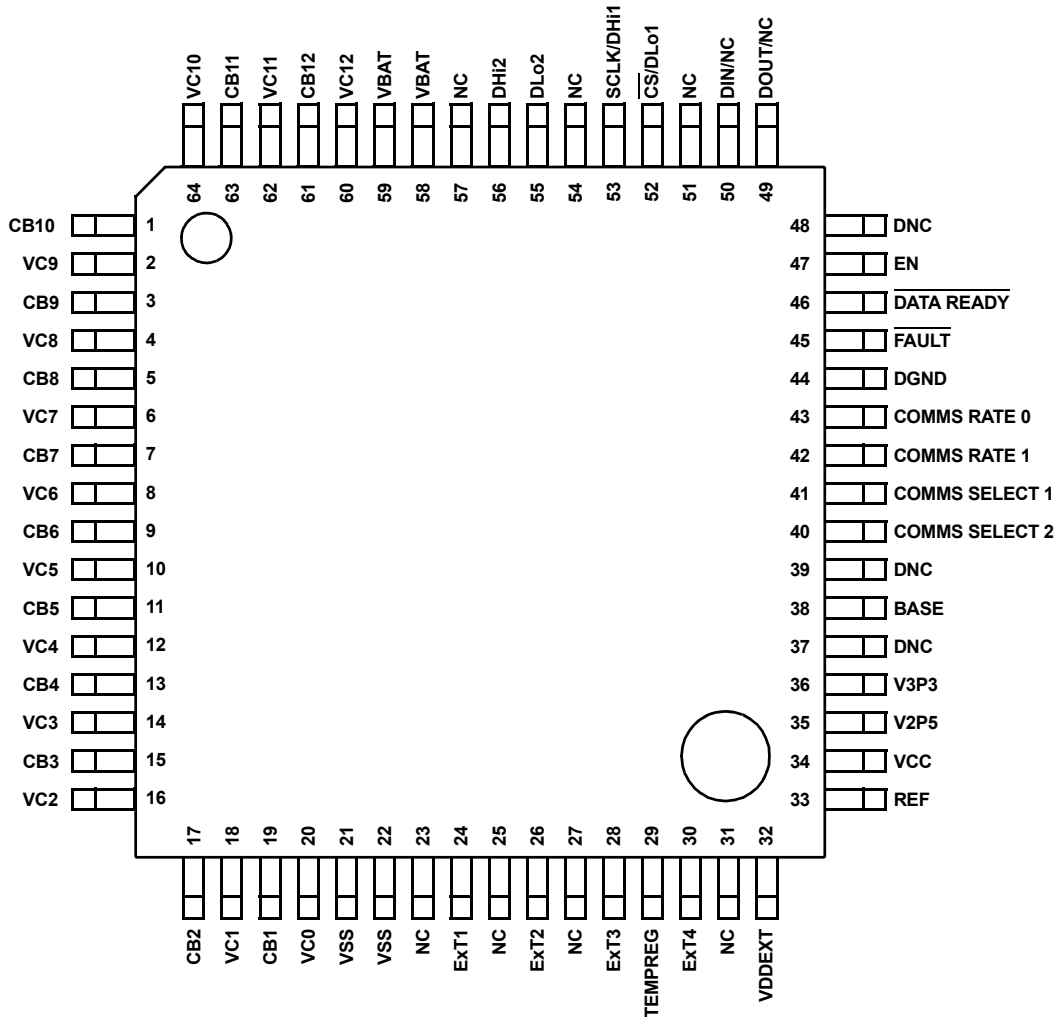 VC10
CB11
VC11
CB12
VC12
VBAT
VBAT
NC
DHi2
DLo2
NC
SCLK/DHi1
CS/DLo1
NC
DIN/NC
DOUT/NC
64 63 62 61 60 59 58 57 56 55 54 53 52 51 50 49
CB10 1
VC9 2
CB9 3
VC8 4
CB8 5
VC7 6
CB7 7
VC6 8
CB6 9
VC5 10
CB5 11
VC4 12
CB4 13
VC3 14
CB3 15
VC2 16
48 DNC
47 EN
46 DATA READY
45 FAULT
44 DGND
43 COMMS RATE 0
42 COMMS RATE 1
41 COMMS SELECT 1
40 COMMS SELECT 2
39 DNC
38 BASE
37 DNC
36 V3P3
35 V2P5
34 VCC
33 REF
17 18 19 20 21 22 23 24 25 26 27 28 29 30 31 32
CB2
VC1
CB1
VC0
VSS
VSS
NC
ExT1
NC
ExT2
NC
ExT3
TEMPREG
ExT4
NC
VDDEXT